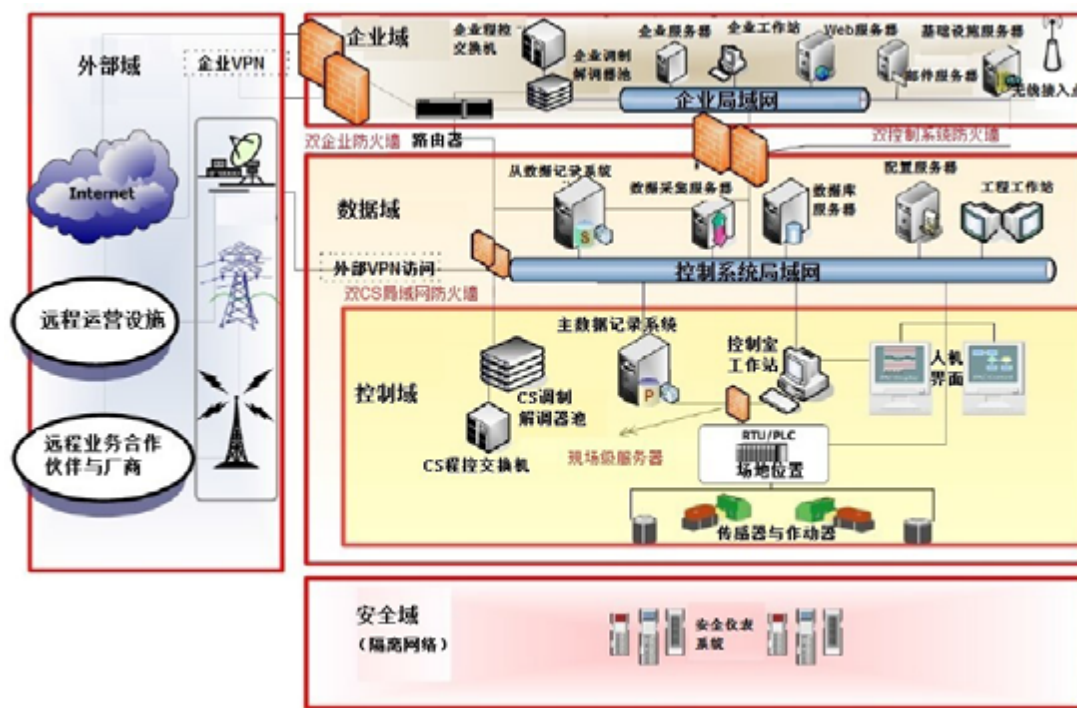 外部域
企业VPN
Internet
远程运营设施
远程业务合作
伙伴与厂商
企业域
企业程控
交换机
企业调制
解调器池
企业服务器
企业工作站
Web服务器
邮件服务器
基础设施服务器
无线接入点
企业局域网
双企业防火墙
路由器
双控制系统防火墙
数据域
从数据记录系统
数据采集服务器
数据库
服务器
配置服务器
工程工作站
外部VPN访问
控制系统局域网
双CS局域网防火墙
控制域
主数据记录系统
控制室
工作站
人机
界面
CS调制
解调器池
CS程控交换机
现场级服务器
RTU/PLC
场地位置
传感器与作动器
S
P
安全域
（隔离网络）
安全仪表
系统